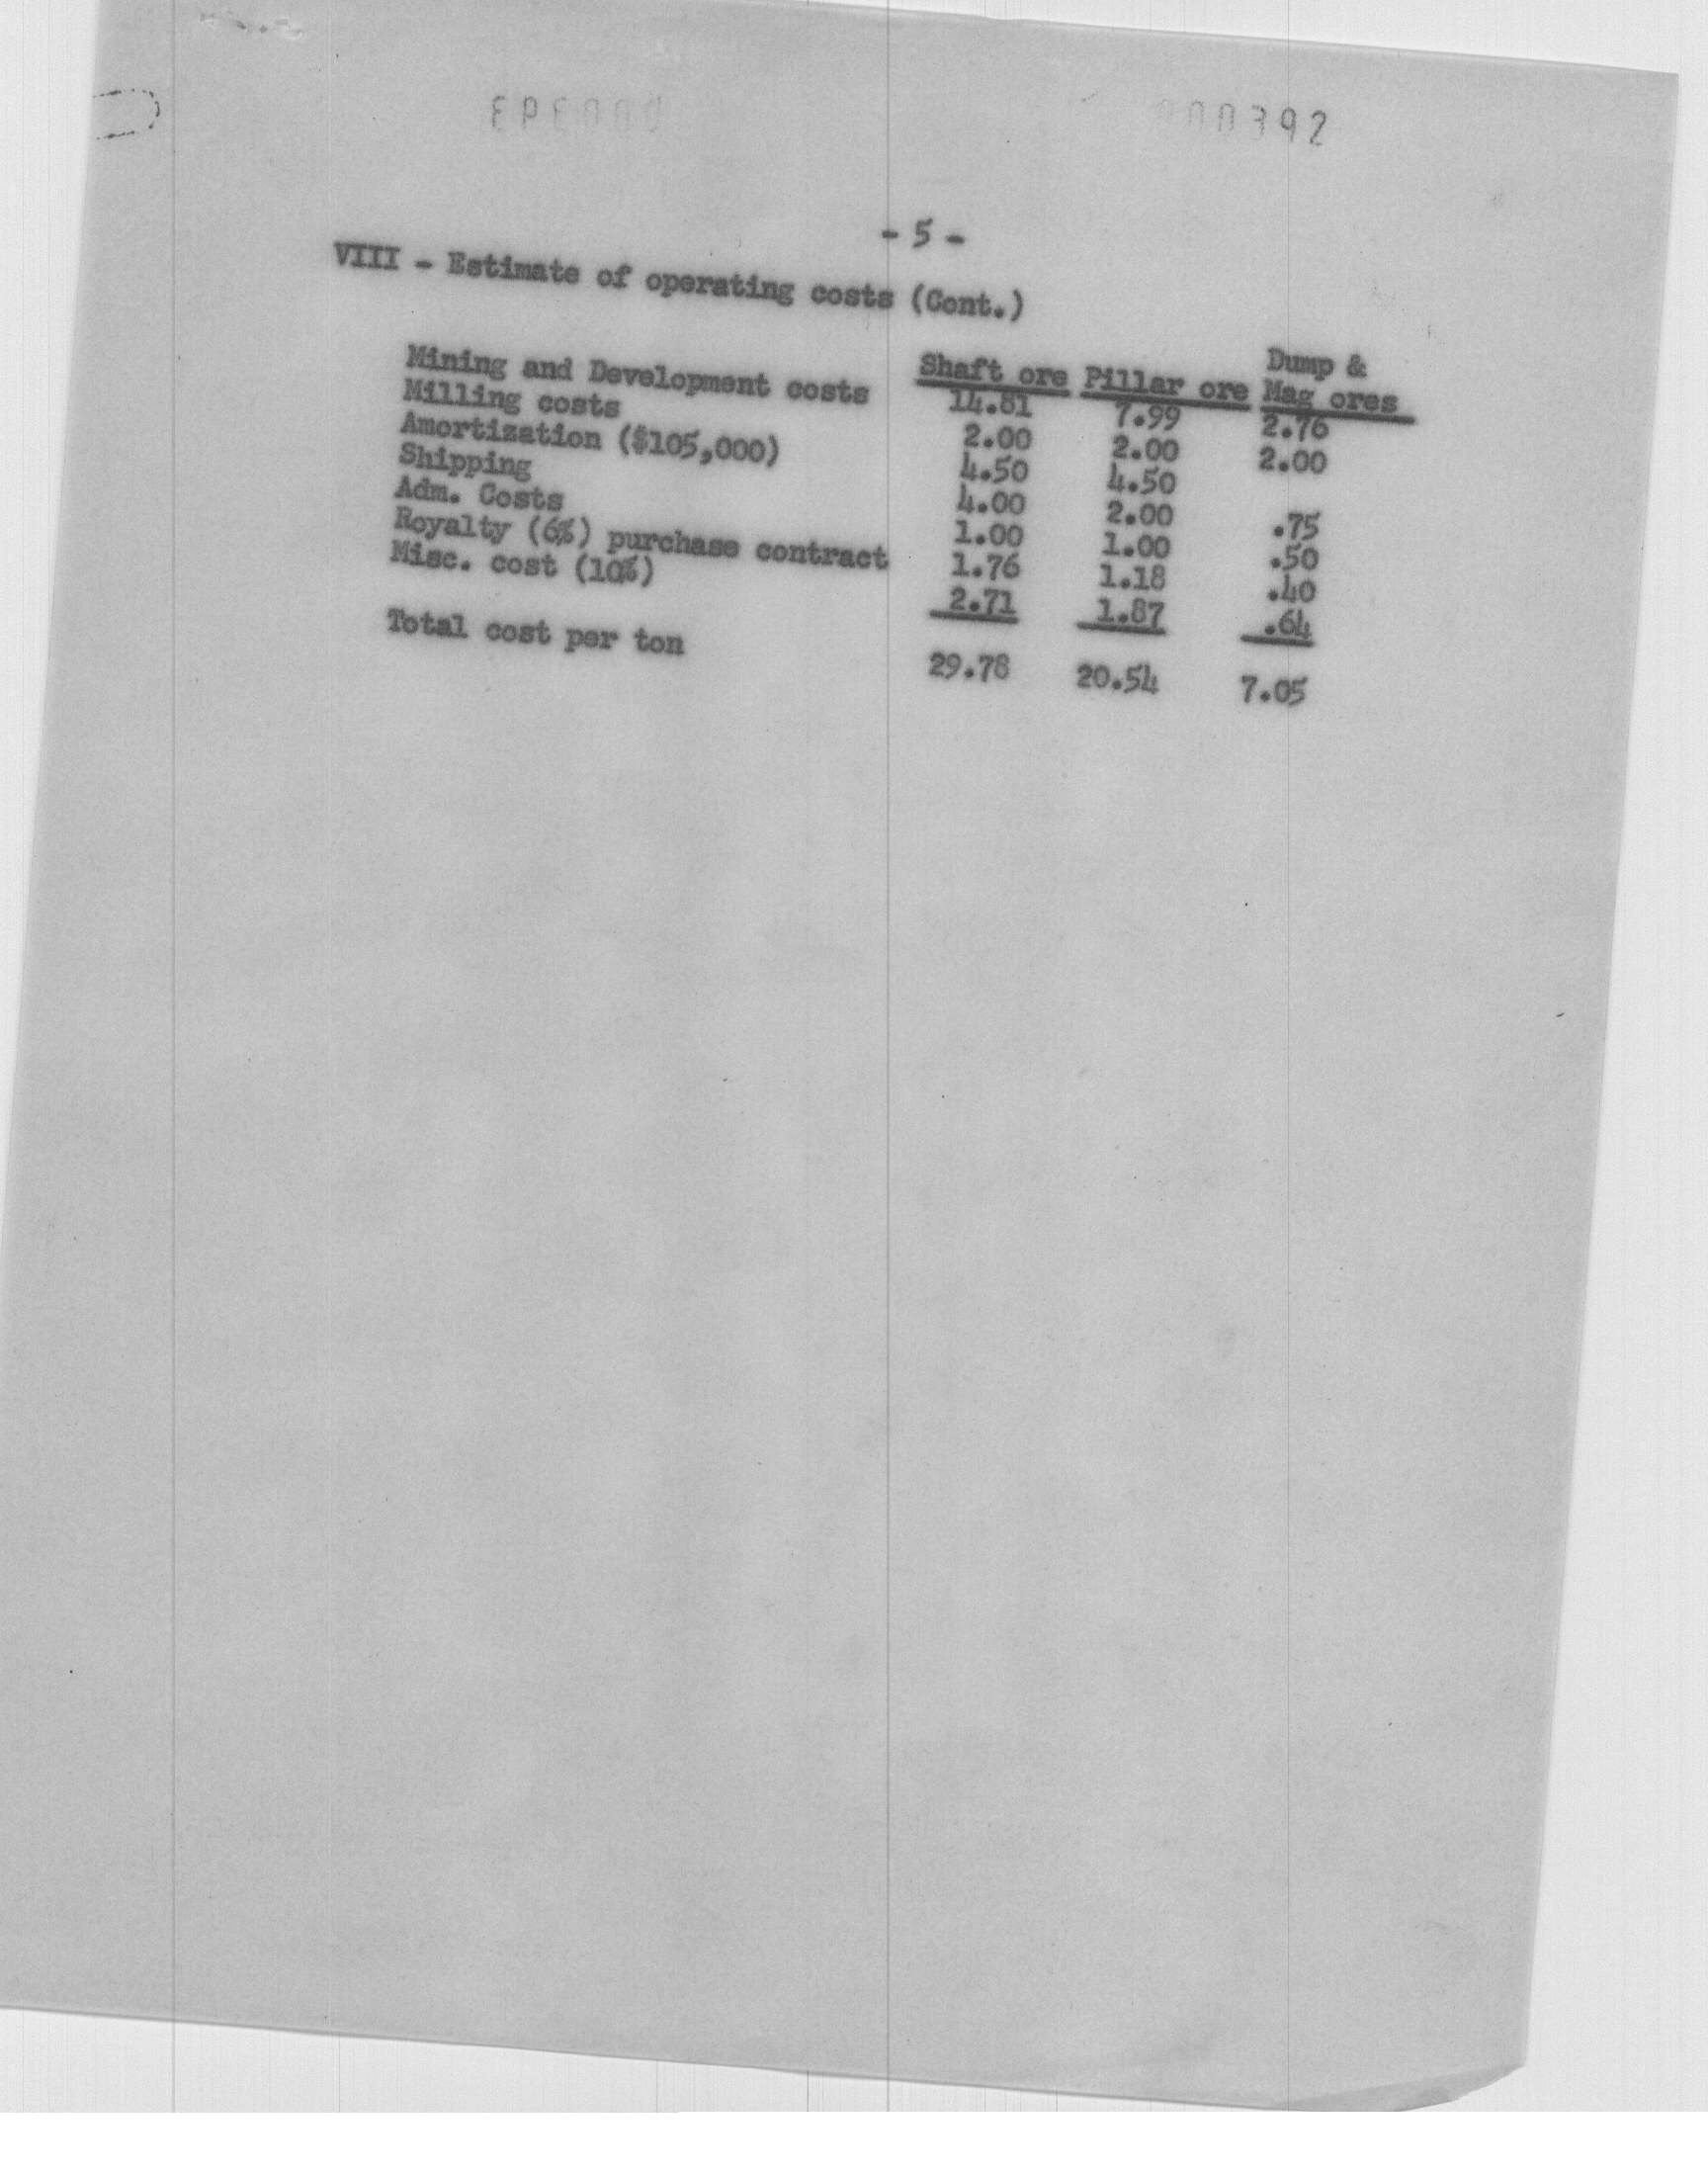 000392
- 5 -
VIII - Estimate of operating costs (Cont.)
Dump &
Shaft ore Pillar ore Mag ores
Mining and Development costs 14.81 7.99 2.76
Milling costs 2.00 2.00 2.00
Amortization ($105,000) 4.50 4.50
Shipping 4.00 2.00 .75
Adm. Costs 1.00 1.00 .50
Royalty (6%) purchase contract 1.76 1.18 .40
Misc. cost (10%) 2.71 1.87 .64
Total cost per ton 29.78 20.54 7.05